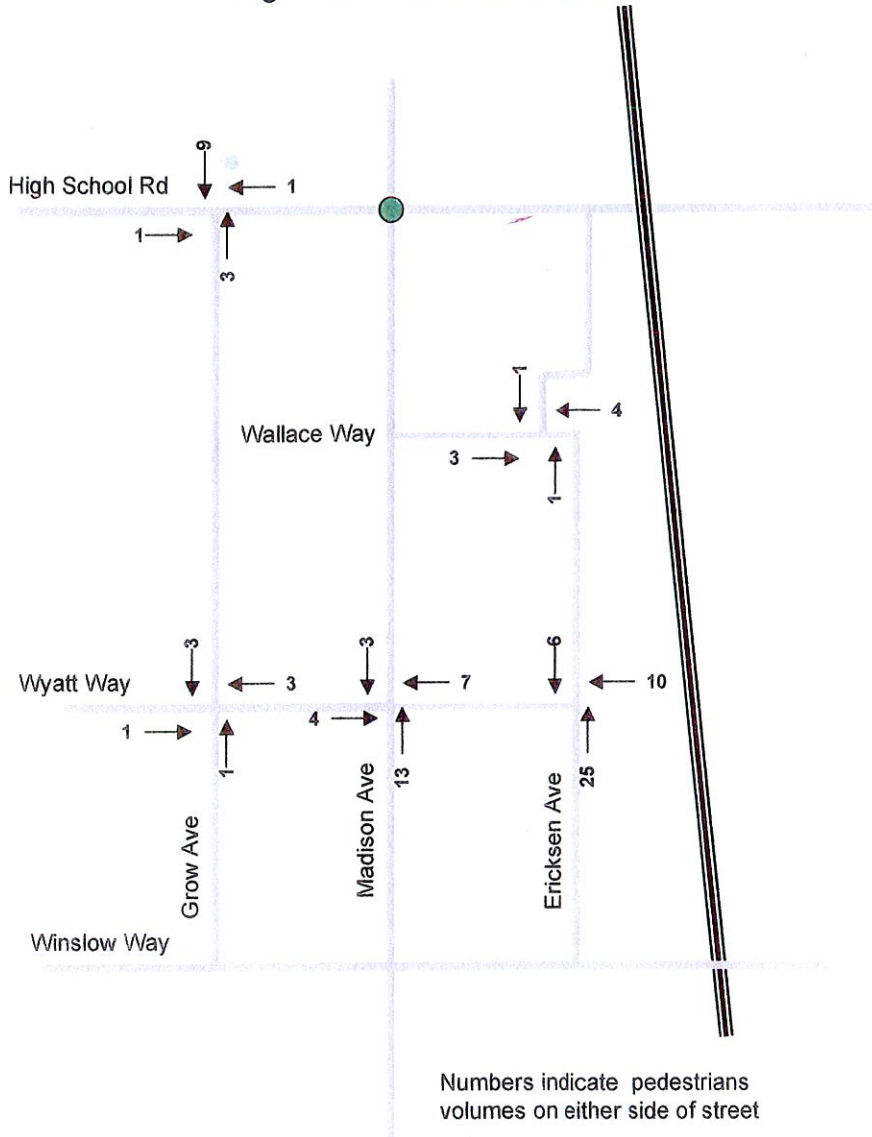 9
High School Rd
1
1
3
1
4
Wallace Way
3
1
3
3
6
Wyatt Way
3
7
10
1
4
1
13
25
Grow Ave
Madison Ave
Ericksen Ave
Winslow Way
Numbers indicate pedestrians
volumes on either side of street